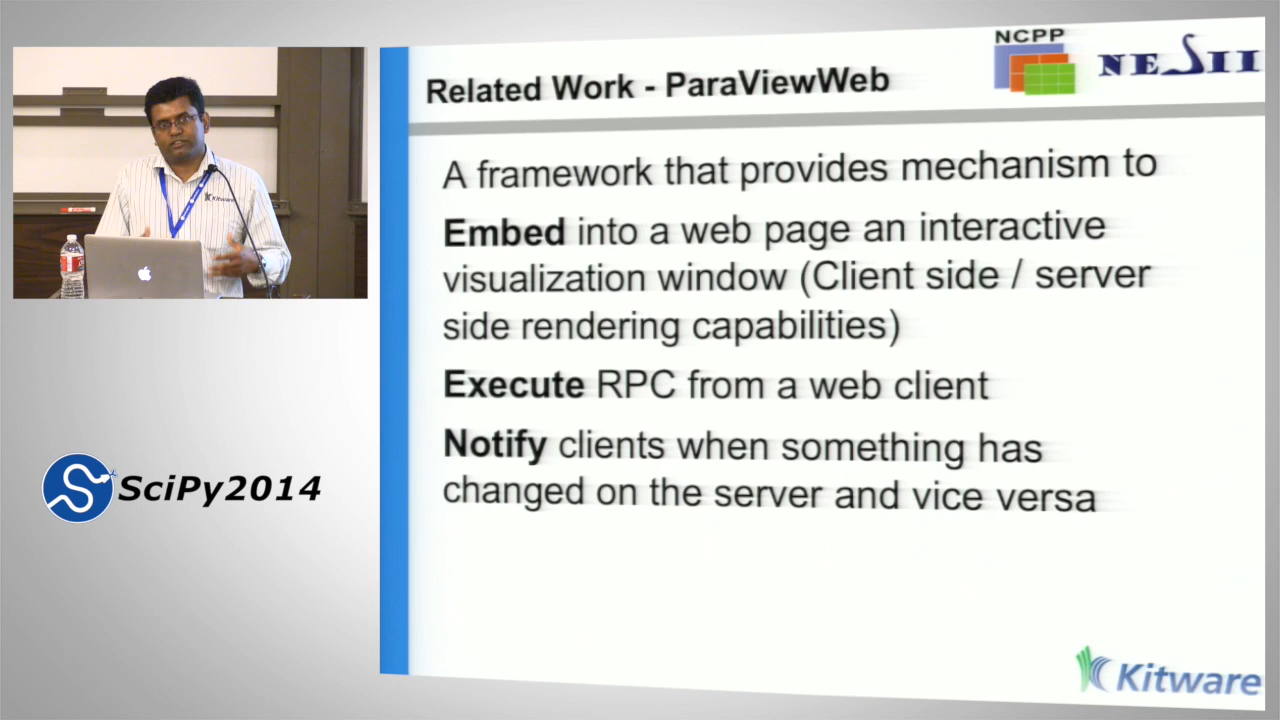 NCPP
NESII
Related Work - ParaViewWeb
A framework that provides mechanism to
Embed into a web page an interactive
visualization window (Client side / server
side rendering capabilities)
Execute RPC from a web client
Notify clients when something has
changed on the server and vice versa
Kitware
SciPy2014
Kitware